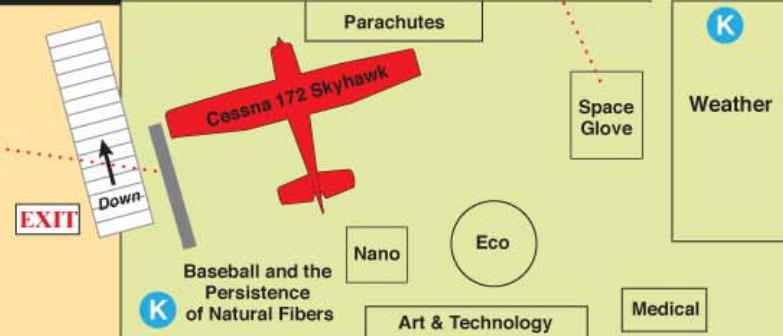 Parachutes
K
Cessna 172 Skyhawk
Space
Glove
Weather
Down
EXIT
Nano
Eco
Baseball and the
Persistence
of Natural Fibers
K
Medical
Art & Technology